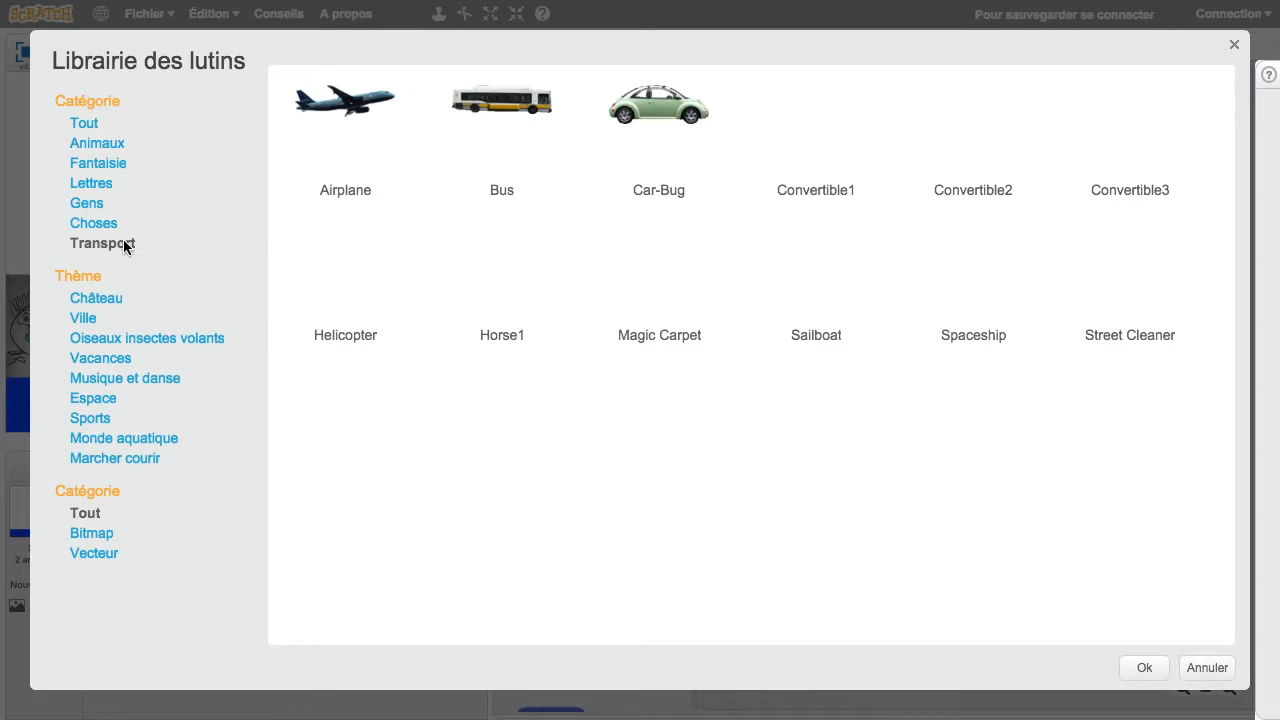 SCRATCH Fichier Édition Conseils A propos Pour sauvegarder se connecter Connection
Librairie des lutins
Catégorie
Tout
Animaux
Fantaisie
Lettres
Gens
Choses
Transport
Thème
Château
Ville
Oiseaux insectes volants
Vacances
Musique et danse
Espace
Sports
Monde aquatique
Marcher courir
Catégorie
Tout
Bitmap
Vecteur
Airplane Bus Car-Bug Convertible1 Convertible2 Convertible3
Helicopter Horse1 Magic Carpet Sailboat Spaceship Street Cleaner
Ok Annuler